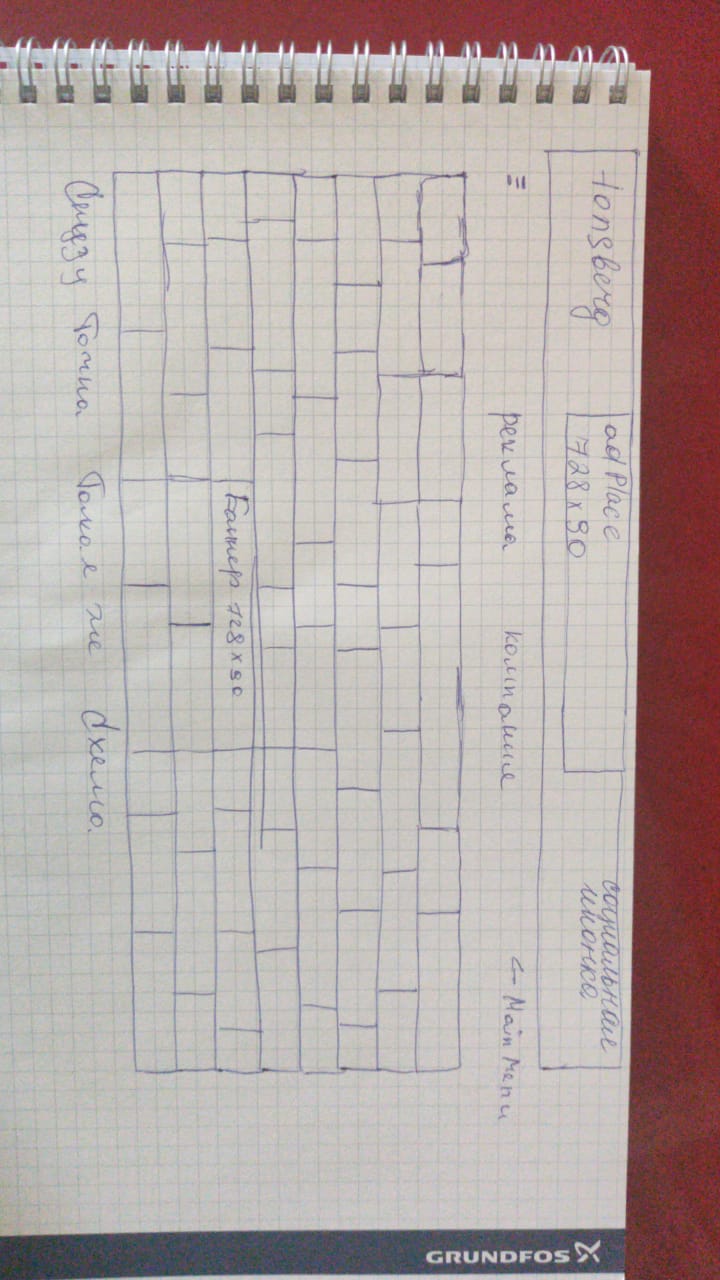 tonsberg
ad Place
728 x 90
социальная
иконка
реклама компания ← Main Menu
Баннер 728 x 90
Снизу точна такая же схема.
GRUNDFOS